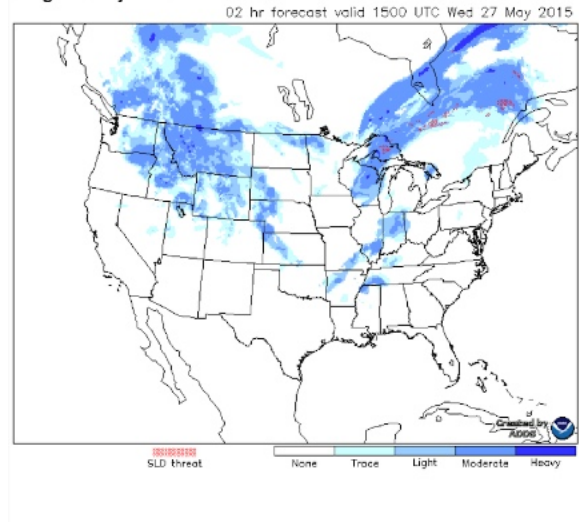 02 hr forecast valid 1500 UTC Wed 27 May 2015
Created by
ADDS
SLD threat
None Trace Light Moderate Heavy